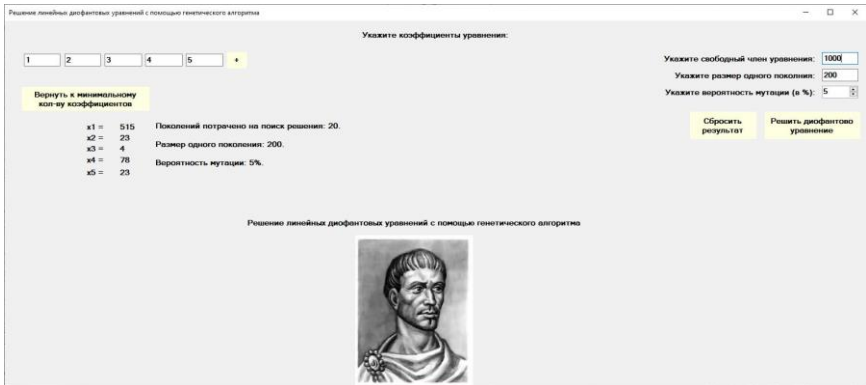 Решение линейных диофантовых уравнений с помощью генетического алгоритма
Укажите коэффициенты уравнения:
1 2 3 4 5 +
Укажите свободный член уравнения: 1000
Укажите размер одного поколния: 200
Укажите вероятность мутации (в %): 5
Вернуть к минимальному
кол-ву коэффициентов
Сбросить
результат
Решить диофантово
уравнение
x1 = 515
x2 = 23
x3 = 4
x4 = 78
x5 = 23
Поколений потрачено на поиск решения: 20.
Размер одного поколения: 200.
Вероятность мутации: 5%.
Решение линейных диофантовых уравнений с помощью генетического алгоритма